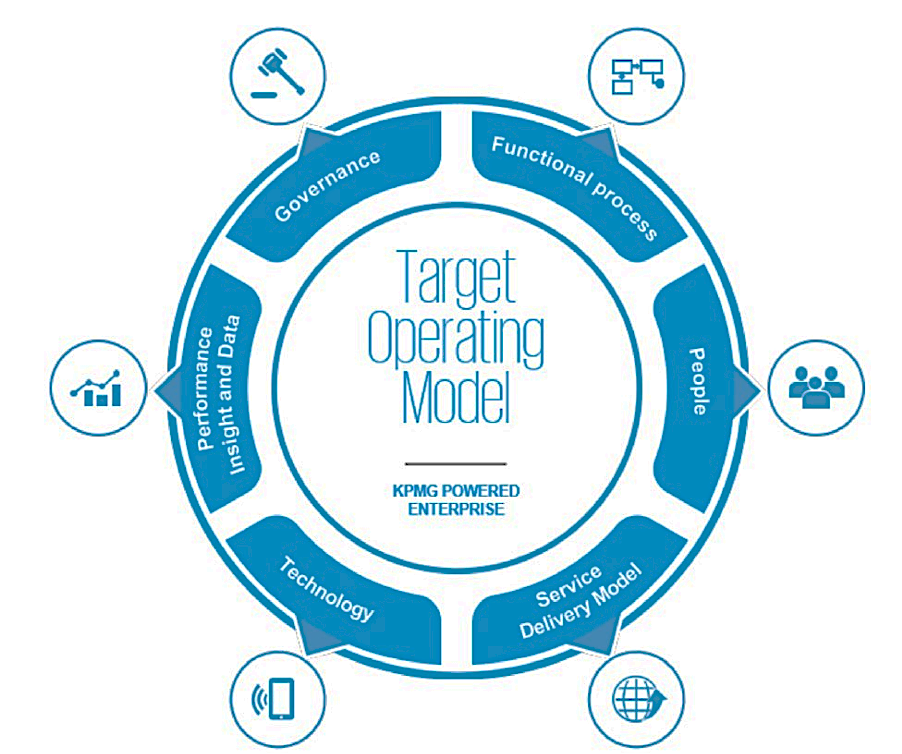 Governance
Functional process
Target
Operating
Model
KPMG POWERED
ENTERPRISE
People
Service
Delivery Model
Technology
Performance
Insight and Data